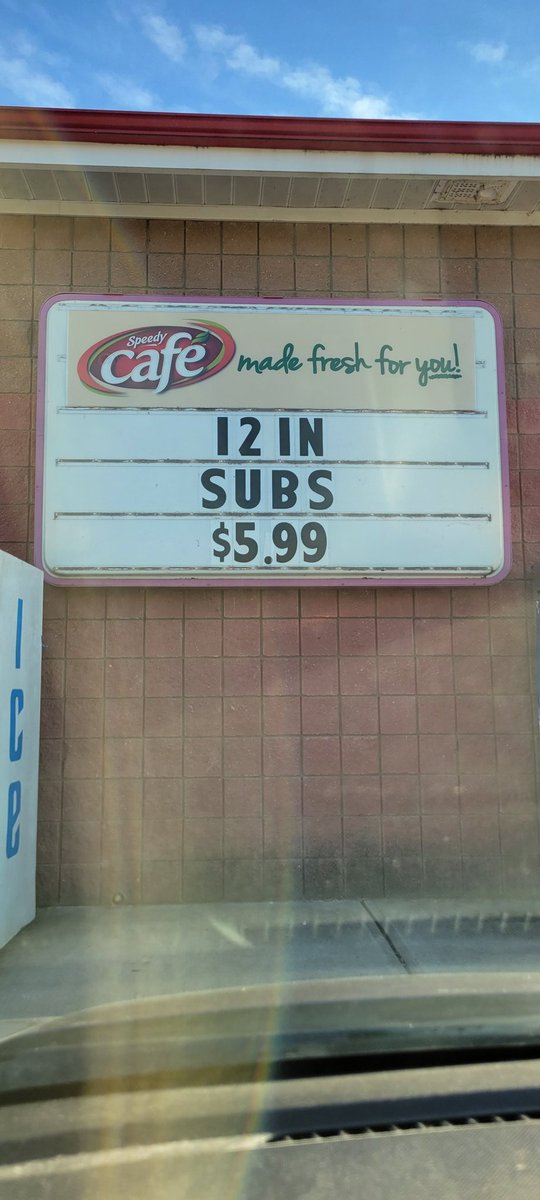 Speedy
café made fresh for you!
12 IN
SUBS
$5.99
ICE